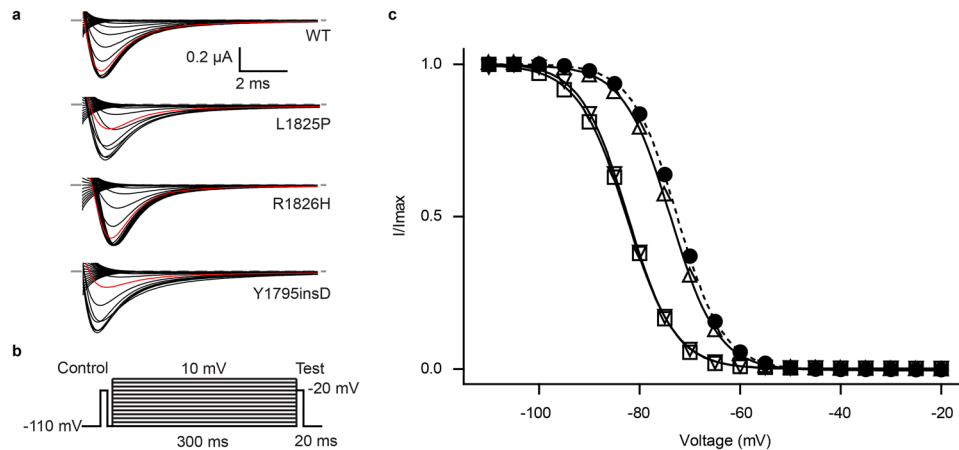 a
WT
0.2 µA
2 ms
L1825P
R1826H
Y1795insD
b
Control 10 mV Test
-20 mV
-110 mV
300 ms 20 ms
c
1.0
0.5
0.0
I/Imax
-100 -80 -60 -40 -20
Voltage (mV)